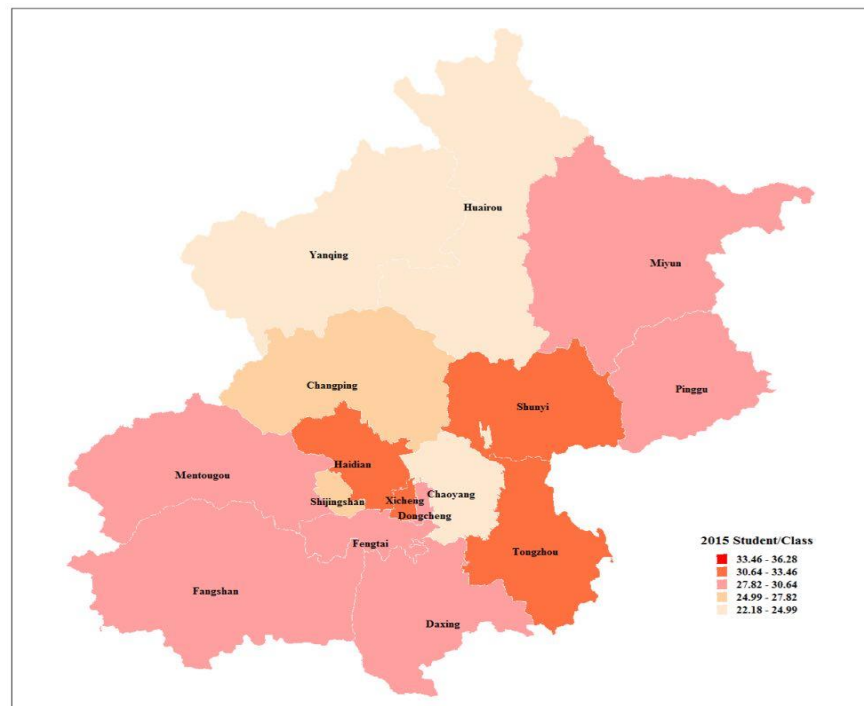 Huairou
Yanqing
Miyun
Changping
Pinggu
Shunyi
Haidian
Mentougou
Chaoyang
Shijingshan
Xicheng
Dongcheng
Fengtai
Tongzhou
Fangshan
Daxing
2015 Student/Class
33.46 - 36.28
30.64 - 33.46
27.82 - 30.64
24.99 - 27.82
22.18 - 24.99